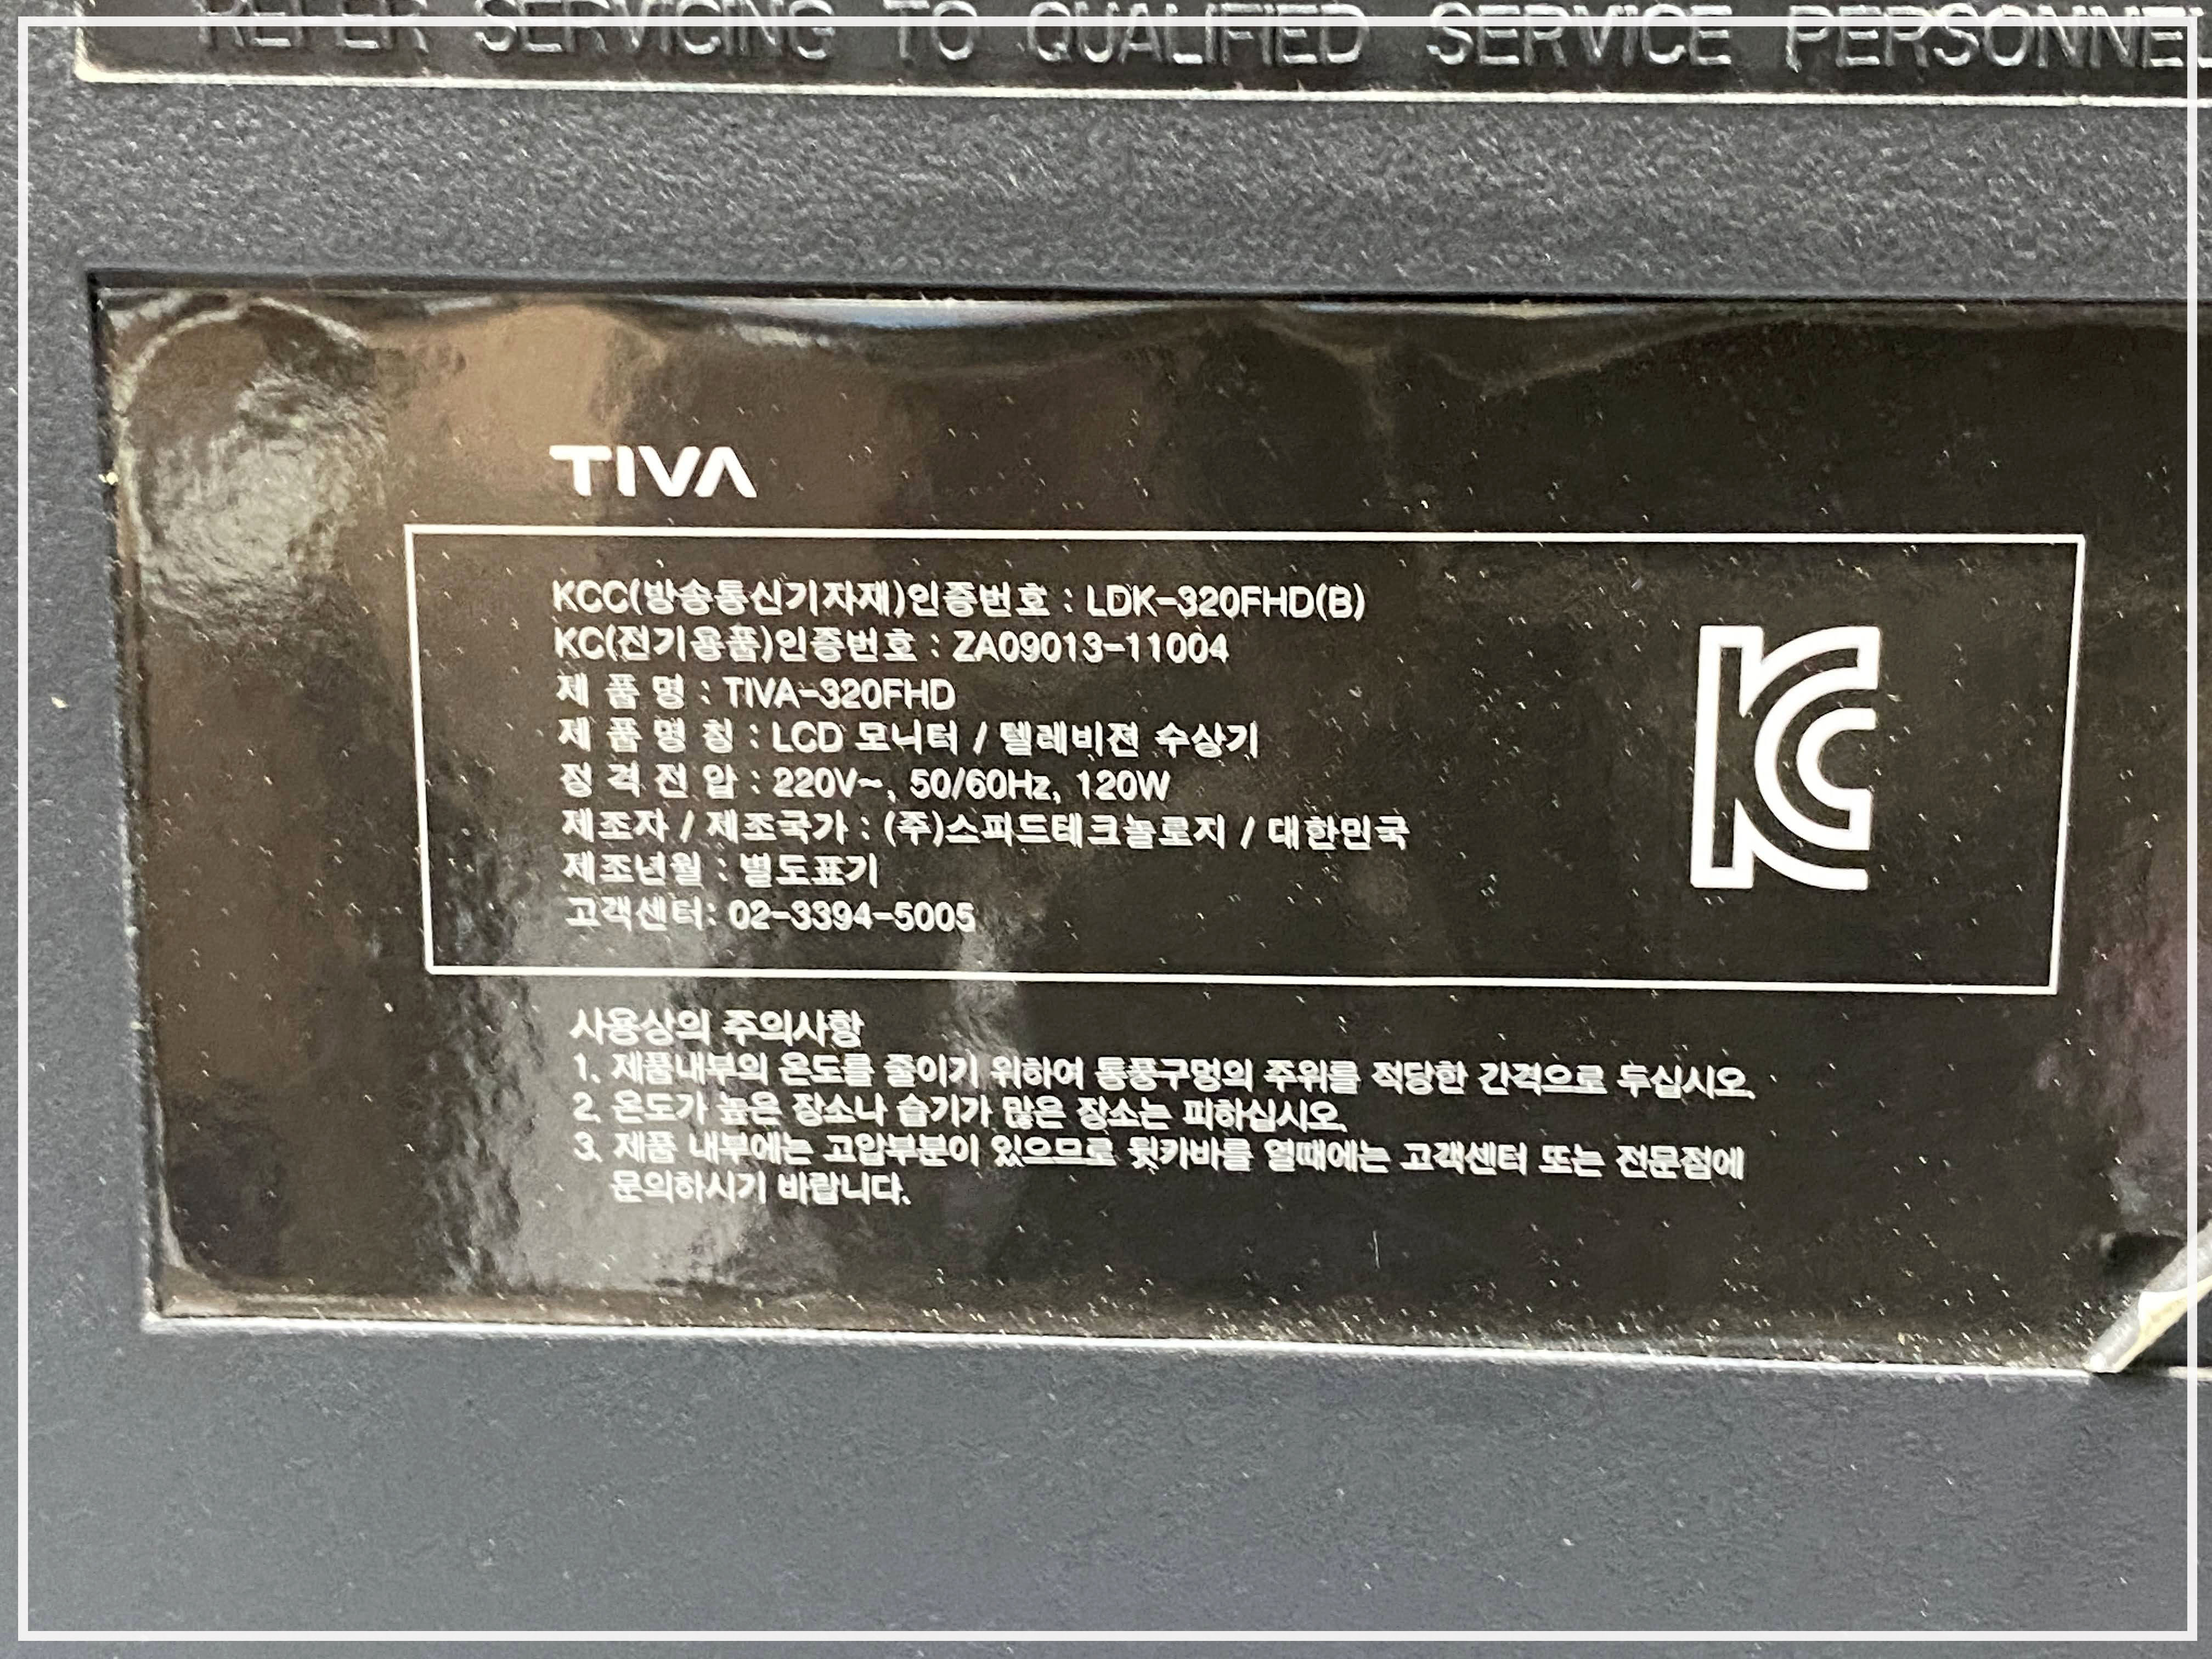 REFER SERVICING TO QUALIFIED SERVICE PERSONNEL
TIVA
KCC(방송통신기자재)인증번호 : LDK-320FHD(B)
KC(전기용품)인증번호 : ZA09013-11004
제 품 명 : TIVA-320FHD
제 품 명 칭 : LCD 모니터 / 텔레비젼 수상기
정 격 전 압 : 220V~, 50/60Hz, 120W
제조자 / 제조국가 : (주)스피드테크놀로지 / 대한민국
제조년월 : 별도표기
고객센터: 02-3394-5005
사용상의 주의사항
1. 제품내부의 온도를 줄이기 위하여 통풍구멍의 주위를 적당한 간격으로 두십시오.
2. 온도가 높은 장소나 습기가 많은 장소는 피하십시오.
3. 제품 내부에는 고압부분이 있으므로 뒷카바를 열때에는 고객센터 또는 전문점에
문의하시기 바랍니다.